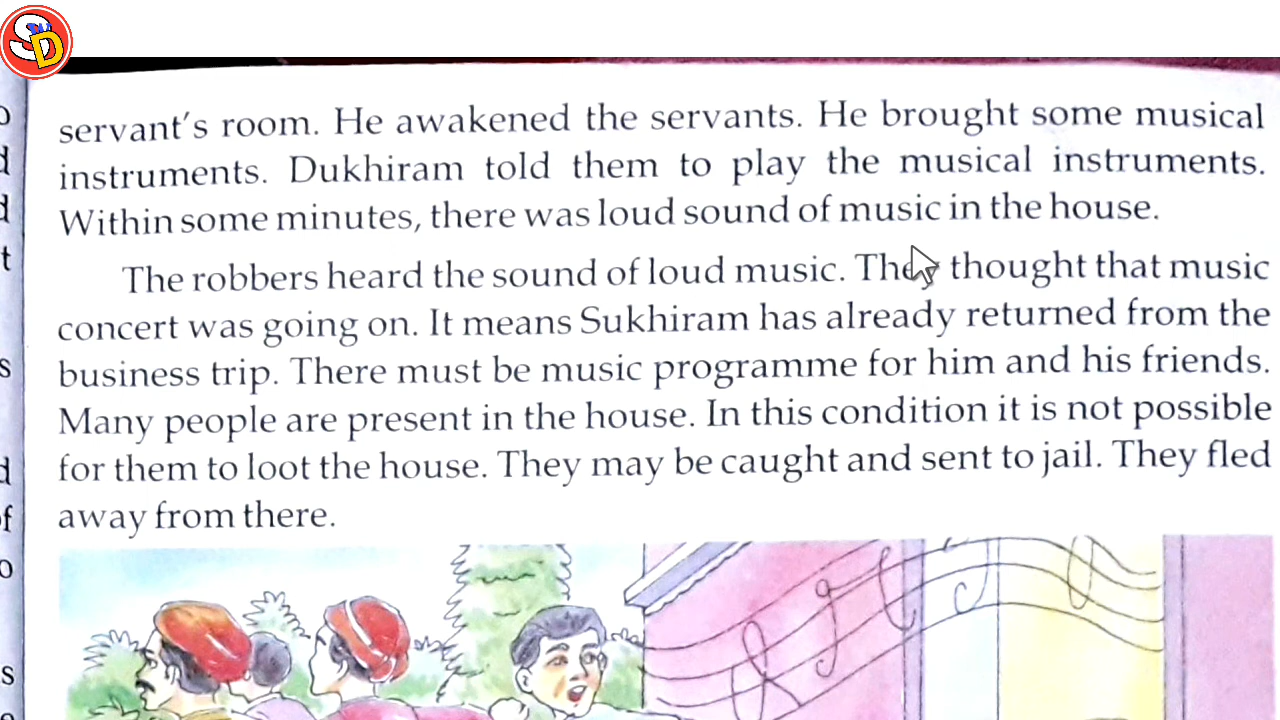 servant's room. He awakened the servants. He brought some musical
instruments. Dukhiram told them to play the musical instruments.
Within some minutes, there was loud sound of music in the house.
The robbers heard the sound of loud music. They thought that music
concert was going on. It means Sukhiram has already returned from the
business trip. There must be music programme for him and his friends.
Many people are present in the house. In this condition it is not possible
for them to loot the house. They may be caught and sent to jail. They fled
away from there.